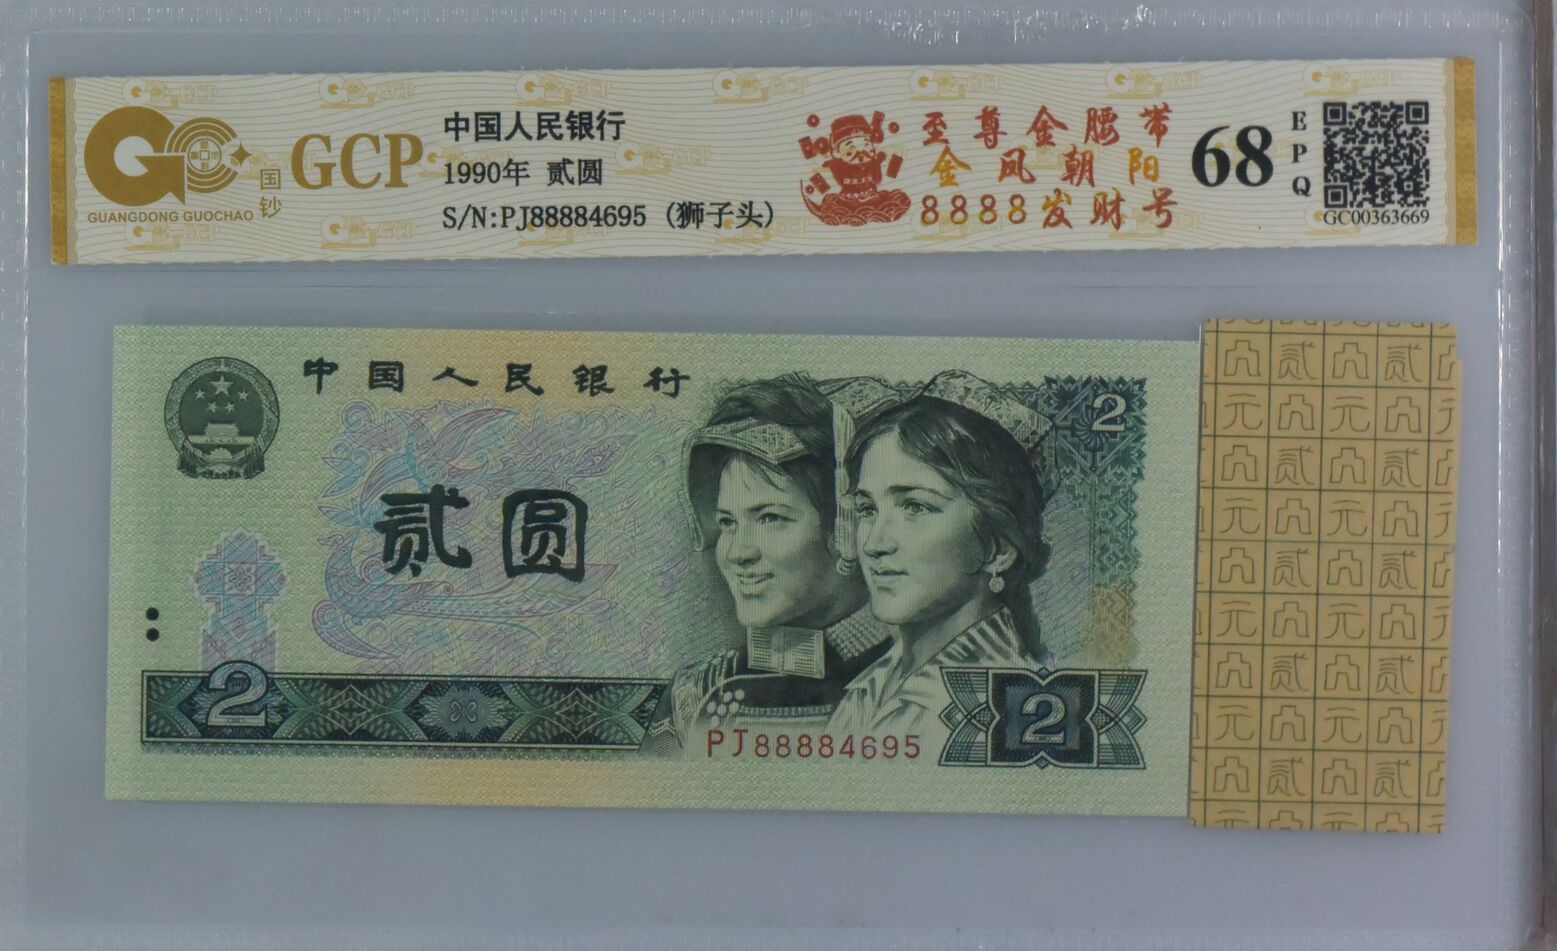 GCP
国钞
GUANGDONG GUOCHAO
中国人民银行
1990年 贰圆
S/N:PJ88884695 (狮子头)
至尊金腰带
金凤朝阳
8888发财号
68
EPQ
GC00363669
中国人民银行
贰圆
2
2
2
PJ88884695